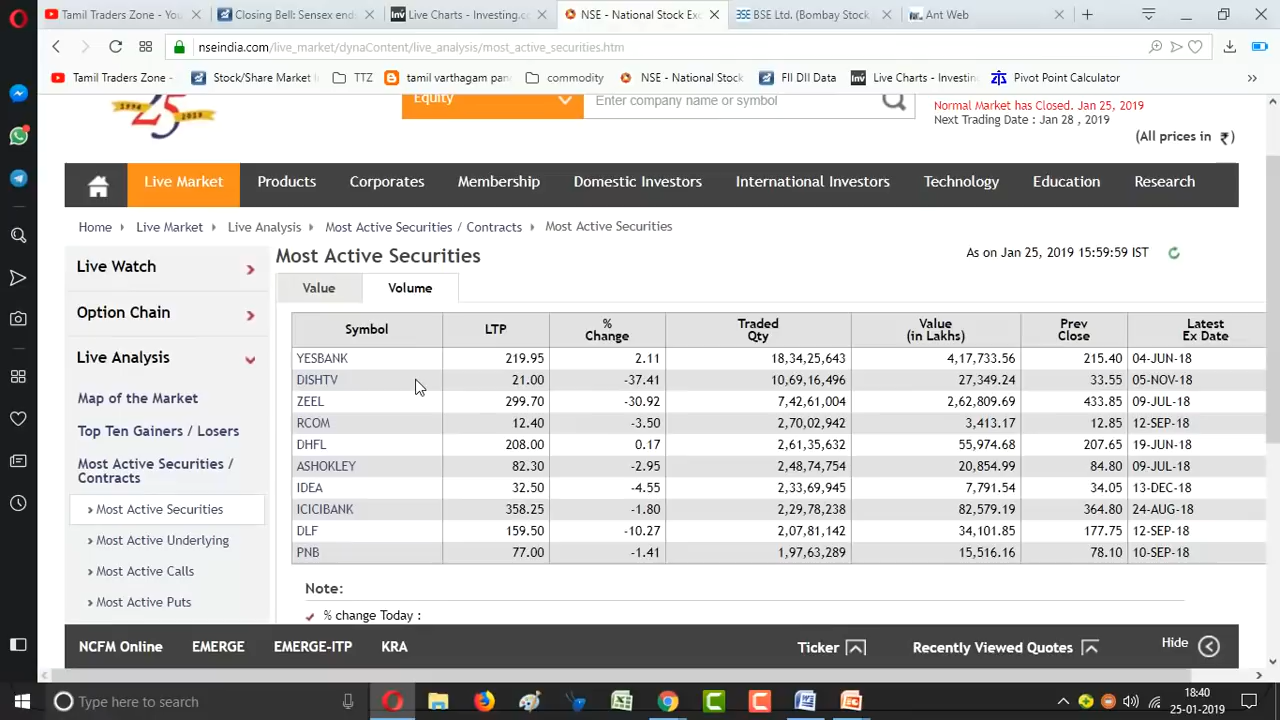 Tamil Traders Zone - Y
Closing Bell: Sensex end
Live Charts - Investing.co
NSE - National Stock Exc
BSE Ltd. (Bombay Stock
Ant Web
nseindia.com/live_market/dynaContent/live_analysis/most_active_securities.htm
Tamil Traders Zone -
Stock/Share Market I
TTZ
tamil varthagam pan
commodity
NSE - National Stock
FII DII Data
Live Charts - Investin
Pivot Point Calculator
1994 25 2019
Equity
Enter company name or symbol
Normal Market has Closed. Jan 25, 2019
Next Trading Date : Jan 28 , 2019
(All prices in ₹)
Live Market Products Corporates Membership Domestic Investors International Investors Technology Education Research
Home Live Market Live Analysis Most Active Securities / Contracts Most Active Securities
Live Watch
Option Chain
Live Analysis
Map of the Market
Top Ten Gainers / Losers
Most Active Securities /
Contracts
Most Active Securities
Most Active Underlying
Most Active Calls
Most Active Puts
Most Active Securities
As on Jan 25, 2019 15:59:59 IST
Value Volume
Symbol LTP % Change Traded Qty Value (in Lakhs) Prev Close Latest Ex Date
YESBANK 219.95 2.11 18,34,25,643 4,17,733.56 215.40 04-JUN-18
DISHTV 21.00 -37.41 10,69,16,496 27,349.24 33.55 05-NOV-18
ZEEL 299.70 -30.92 7,42,61,004 2,62,809.69 433.85 09-JUL-18
RCOM 12.40 -3.50 2,70,02,942 3,413.17 12.85 12-SEP-18
DHFL 208.00 0.17 2,61,35,632 55,974.68 207.65 19-JUN-18
ASHOKLEY 82.30 -2.95 2,48,74,754 20,854.99 84.80 09-JUL-18
IDEA 32.50 -4.55 2,33,69,945 7,791.54 34.05 13-DEC-18
ICICIBANK 358.25 -1.80 2,29,78,238 82,579.19 364.80 24-AUG-18
DLF 159.50 -10.27 2,07,81,142 34,101.85 177.75 12-SEP-18
PNB 77.00 -1.41 1,97,63,289 15,516.16 78.10 10-SEP-18
Note:
% change Today :
NCFM Online EMERGE EMERGE-ITP KRA Ticker Recently Viewed Quotes Hide
Type here to search
18:40
25-01-2019